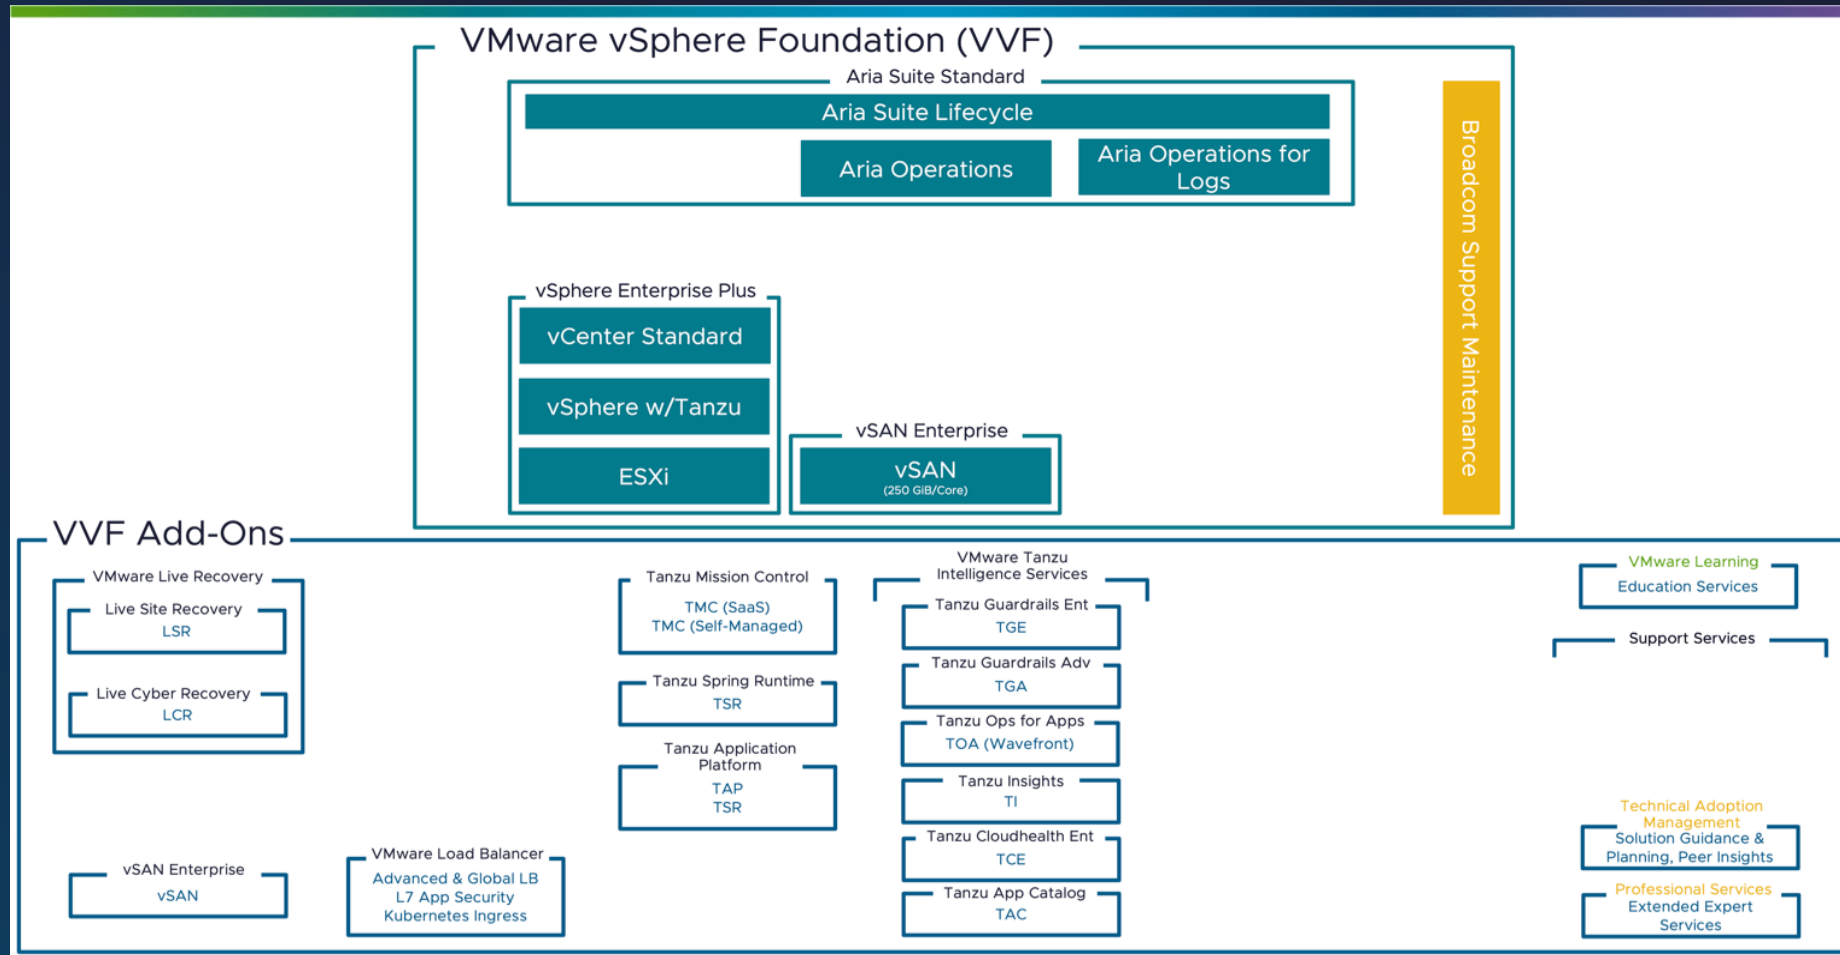 VMware vSphere Foundation (VVF)
Aria Suite Standard
Aria Suite Lifecycle
Aria Operations
Aria Operations for
Logs
Broadcom Support Maintenance
vSphere Enterprise Plus
vCenter Standard
vSphere w/Tanzu
ESXi
vSAN Enterprise
vSAN
(250 GiB/Core)
VVF Add-Ons
VMware Live Recovery
Live Site Recovery
LSR
Live Cyber Recovery
LCR
vSAN Enterprise
vSAN
VMware Load Balancer
Advanced & Global LB
L7 App Security
Kubernetes Ingress
Tanzu Mission Control
TMC (SaaS)
TMC (Self-Managed)
Tanzu Spring Runtime
TSR
Tanzu Application
Platform
TAP
TSR
VMware Tanzu
Intelligence Services
Tanzu Guardrails Ent
TGE
Tanzu Guardrails Adv
TGA
Tanzu Ops for Apps
TOA (Wavefront)
Tanzu Insights
TI
Tanzu Cloudhealth Ent
TCE
Tanzu App Catalog
TAC
VMware Learning
Education Services
Support Services
Technical Adoption
Management
Solution Guidance &
Planning, Peer Insights
Professional Services
Extended Expert
Services